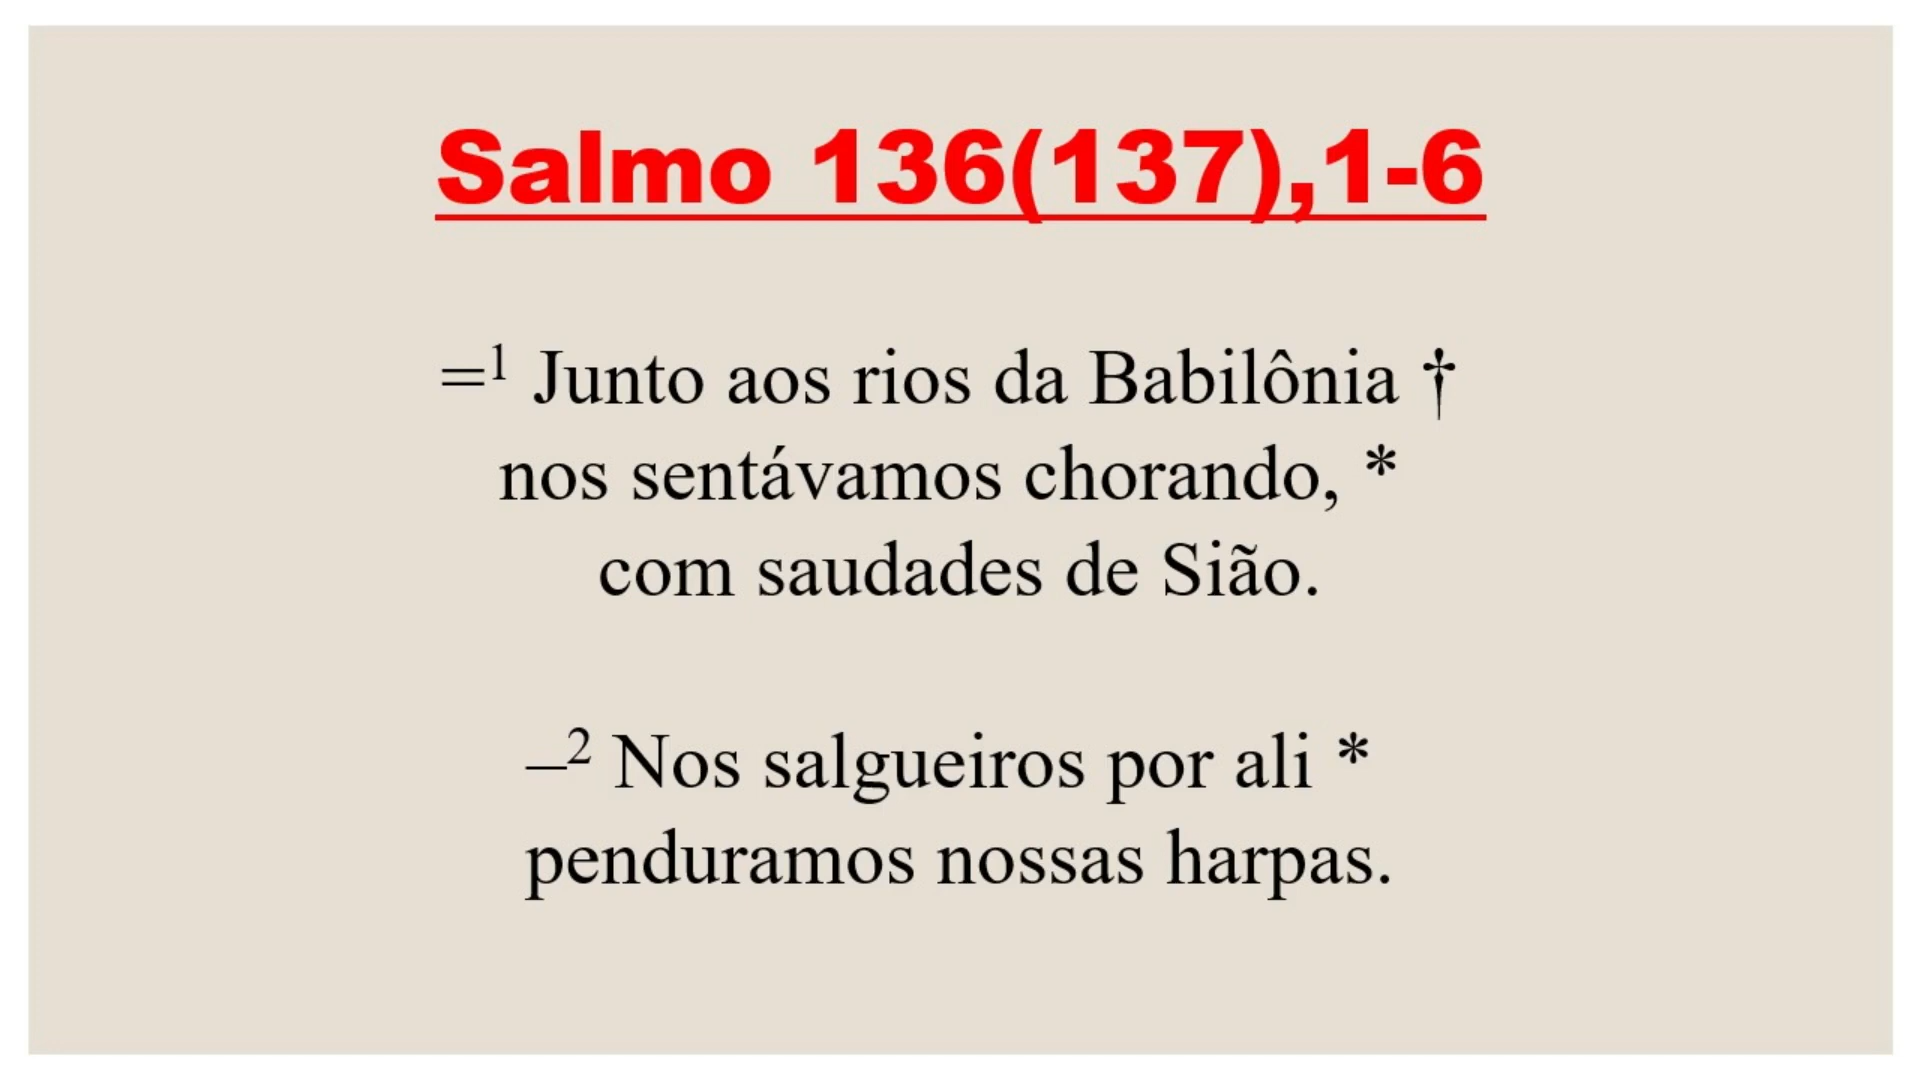 Salmo 136(137),1-6
=¹ Junto aos rios da Babilônia †
nos sentávamos chorando, *
com saudades de Sião.
–² Nos salgueiros por ali *
penduramos nossas harpas.